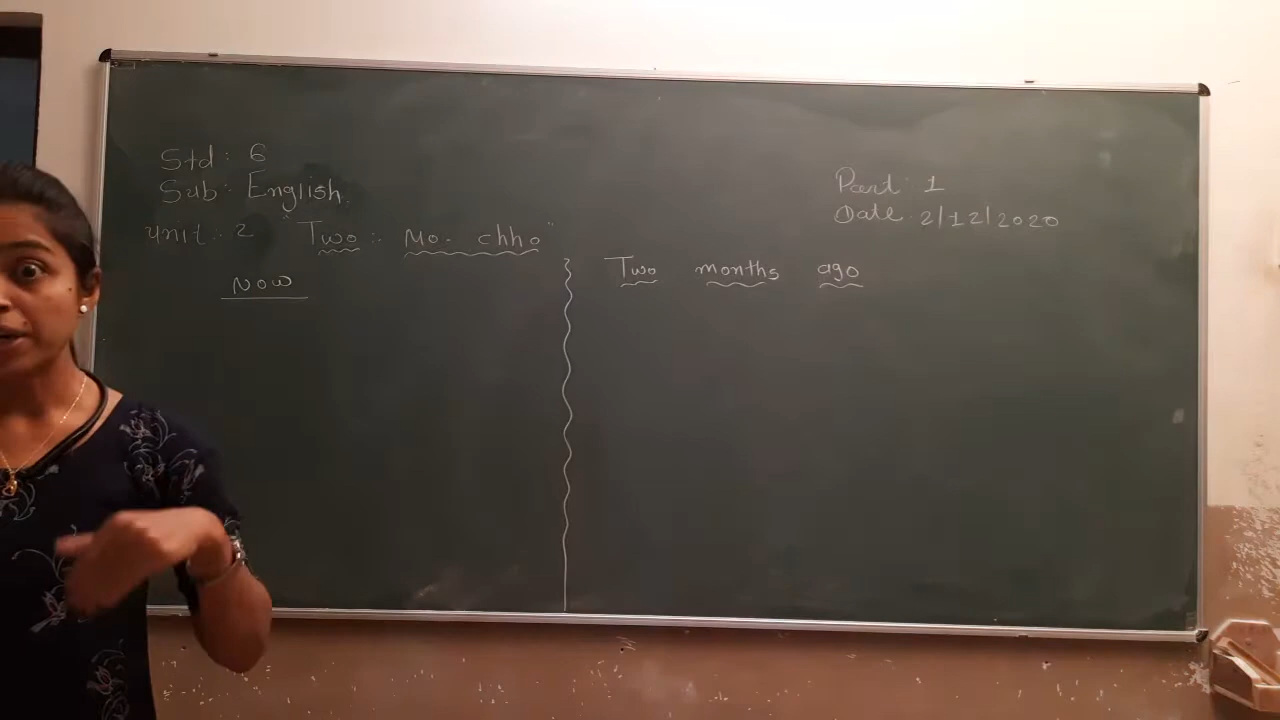 Std : 6
Sub : English.
unit : 2 "Two : Mo. chho"
Part : 1
Date : 2/12/2020
Now
Two months ago